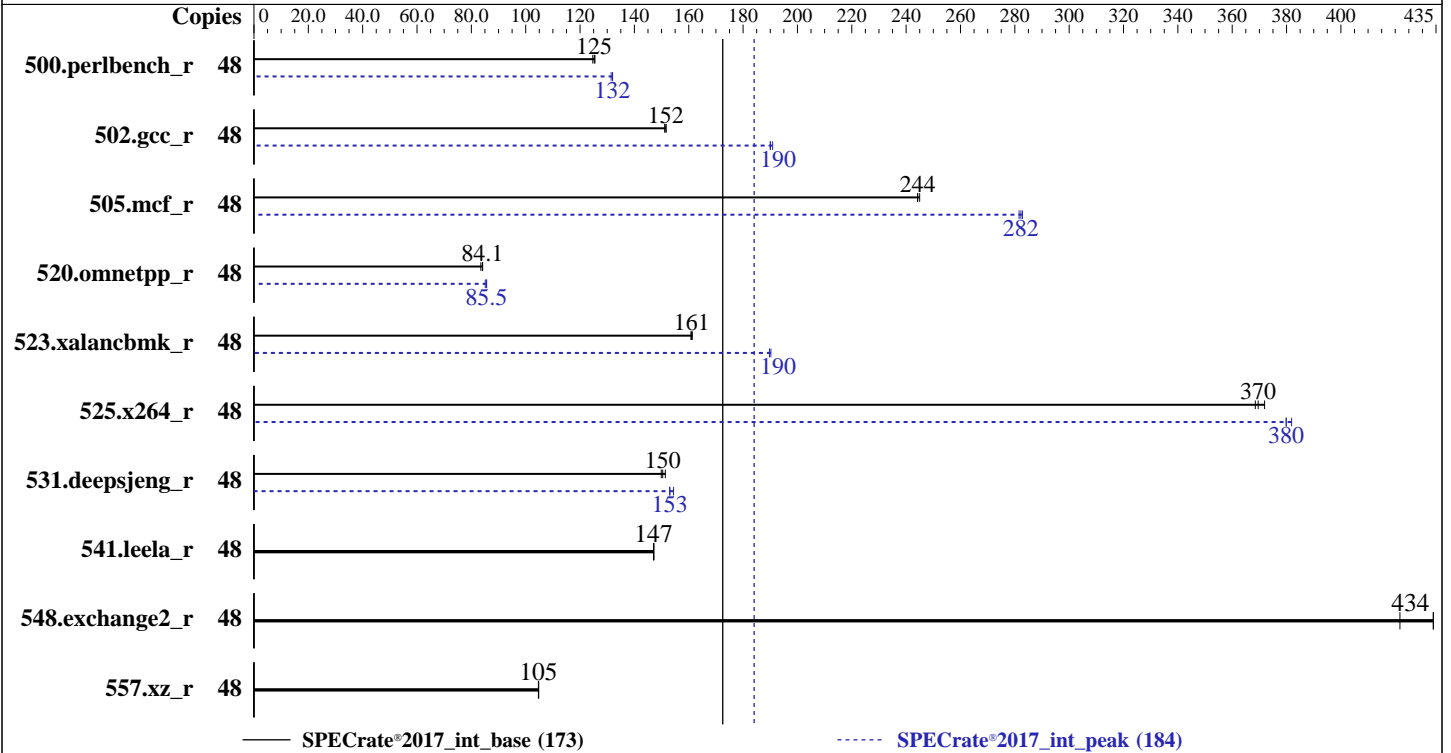 Copies 0 20.0 40.0 60.0 80.0 100 120 140 160 180 200 220 240 260 280 300 320 340 360 380 400 435
500.perlbench_r 48 125
132
502.gcc_r 48 152
190
505.mcf_r 48 244
282
520.omnetpp_r 48 84.1
85.5
523.xalancbmk_r 48 161
190
525.x264_r 48 370
380
531.deepsjeng_r 48 150
153
541.leela_r 48 147
548.exchange2_r 48 434
557.xz_r 48 105
SPECrate®2017_int_base (173) SPECrate®2017_int_peak (184)